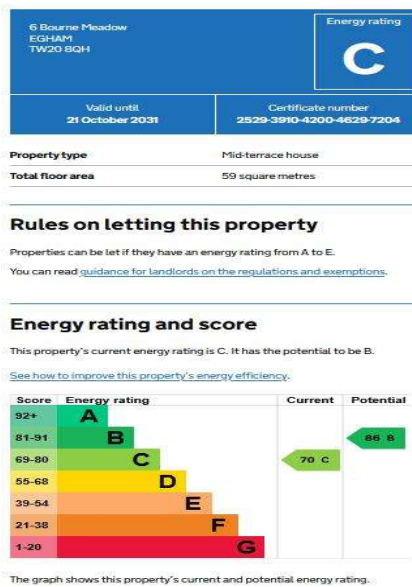 6 Bourne Meadow
EGHAM
TW20 8QH
Energy rating
C
Valid until
21 October 2031
Certificate number
2529-3910-4200-4629-7204
Property type Mid-terrace house
Total floor area 59 square metres
Rules on letting this property
Properties can be let if they have an energy rating from A to E.
You can read guidance for landlords on the regulations and exemptions.
Energy rating and score
This property's current energy rating is C. It has the potential to be B.
See how to improve this property's energy efficiency.
Score Energy rating Current Potential
92+ A
81-91 B 86 B
69-80 C 70 C
55-68 D
39-54 E
21-38 F
1-20 G
The graph shows this property's current and potential energy rating.